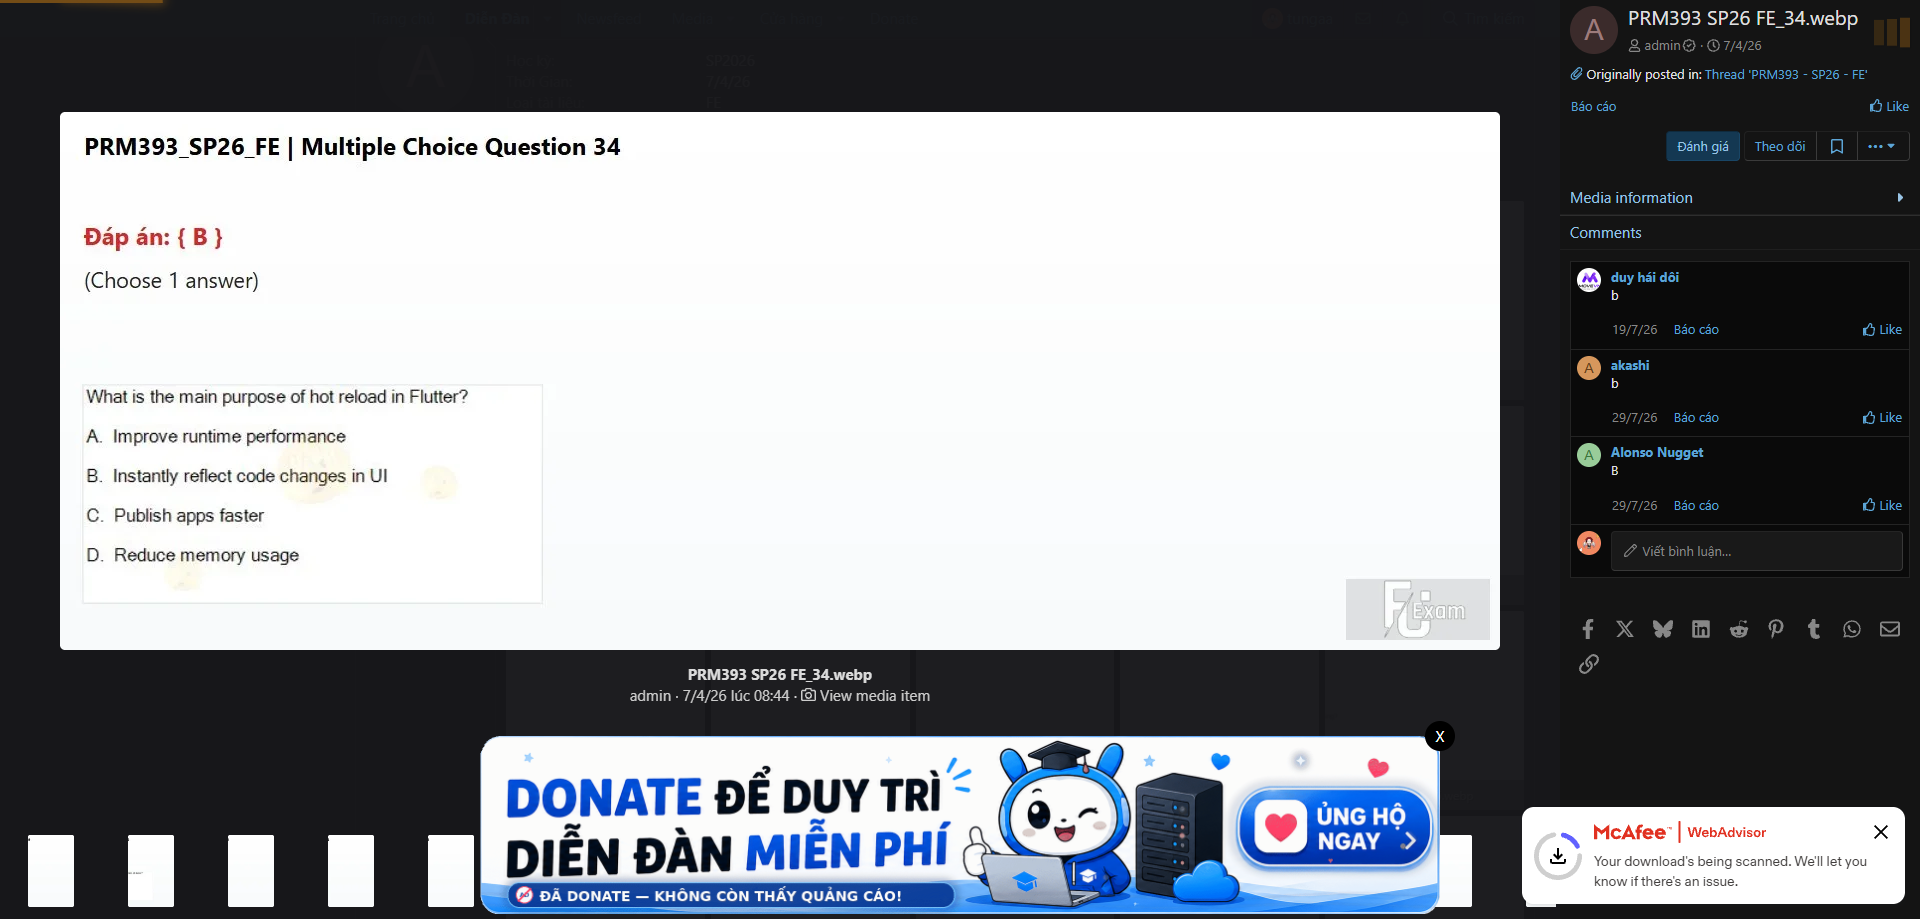 PRM393_SP26_FE | Multiple Choice Question 34
Đáp án: { B }
(Choose 1 answer)
What is the main purpose of hot reload in Flutter?
A. Improve runtime performance
B. Instantly reflect code changes in UI
C. Publish apps faster
D. Reduce memory usage
FU Exam
PRM393 SP26 FE_34.webp
admin · 7/4/26 lúc 08:44 · View media item
X
DONATE ĐỂ DUY TRÌ
DIỄN ĐÀN MIỄN PHÍ
ĐÃ DONATE — KHÔNG CÒN THẤY QUẢNG CÁO!
ỦNG HỘ
NGAY
A
PRM393 SP26 FE_34.webp
admin · 7/4/26
Originally posted in: Thread 'PRM393 - SP26 - FE'
Báo cáo
Like
Đánh giá
Theo dõi
Media information
Comments
duy hái dôi
b
19/7/26 Báo cáo Like
A
akashi
b
29/7/26 Báo cáo Like
A
Alonso Nugget
B
29/7/26 Báo cáo Like
Viết bình luận...
McAfee | WebAdvisor
Your download's being scanned. We'll let you
know if there's an issue.